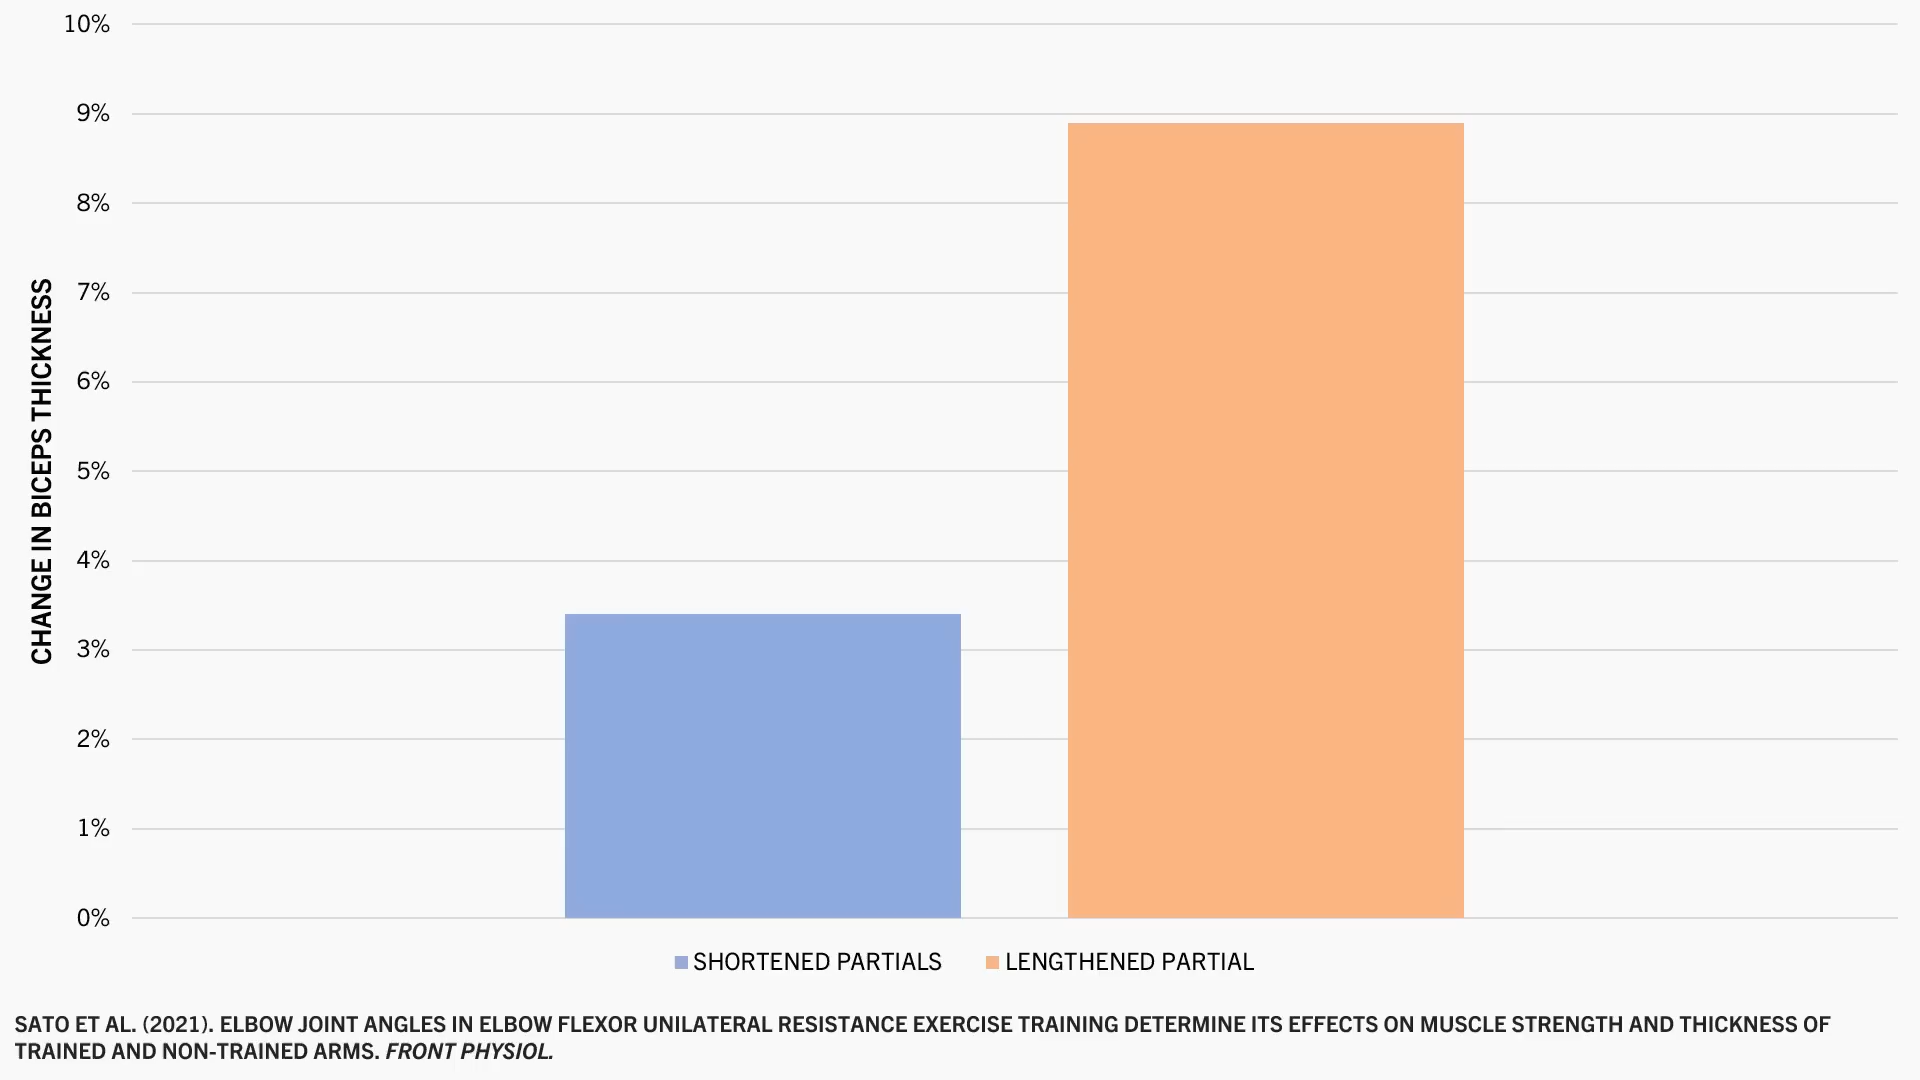 10%
9%
8%
7%
6%
5%
4%
3%
2%
1%
0%
CHANGE IN BICEPS THICKNESS
SHORTENED PARTIALS
LENGTHENED PARTIAL
SATO ET AL. (2021). ELBOW JOINT ANGLES IN ELBOW FLEXOR UNILATERAL RESISTANCE EXERCISE TRAINING DETERMINE ITS EFFECTS ON MUSCLE STRENGTH AND THICKNESS OF
TRAINED AND NON-TRAINED ARMS. FRONT PHYSIOL.